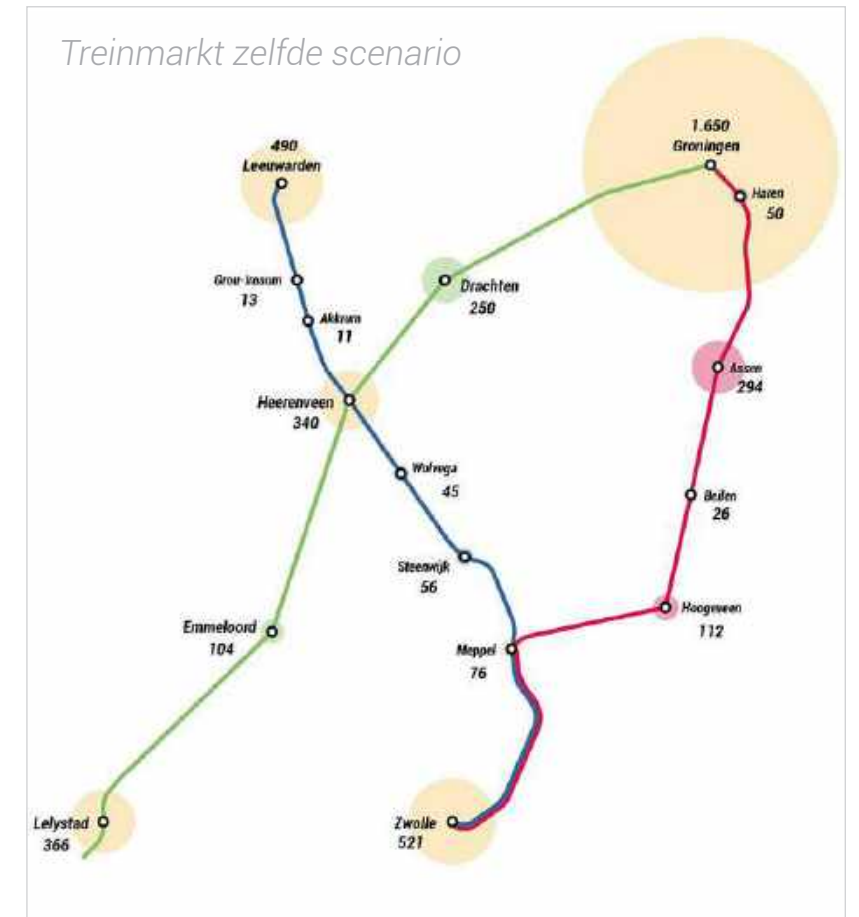 Treinmarkt zelfde scenario
1.650
Groningen
490
Leeuwarden
Haren
50
Grou-Irnsum
13
Drachten
250
Akkrum
11
Assen
294
Heerenveen
340
Wolvega
45
Beilen
26
Steenwijk
56
Hoogeveen
112
Emmeloord
104
Meppel
76
Lelystad
366
Zwolle
521